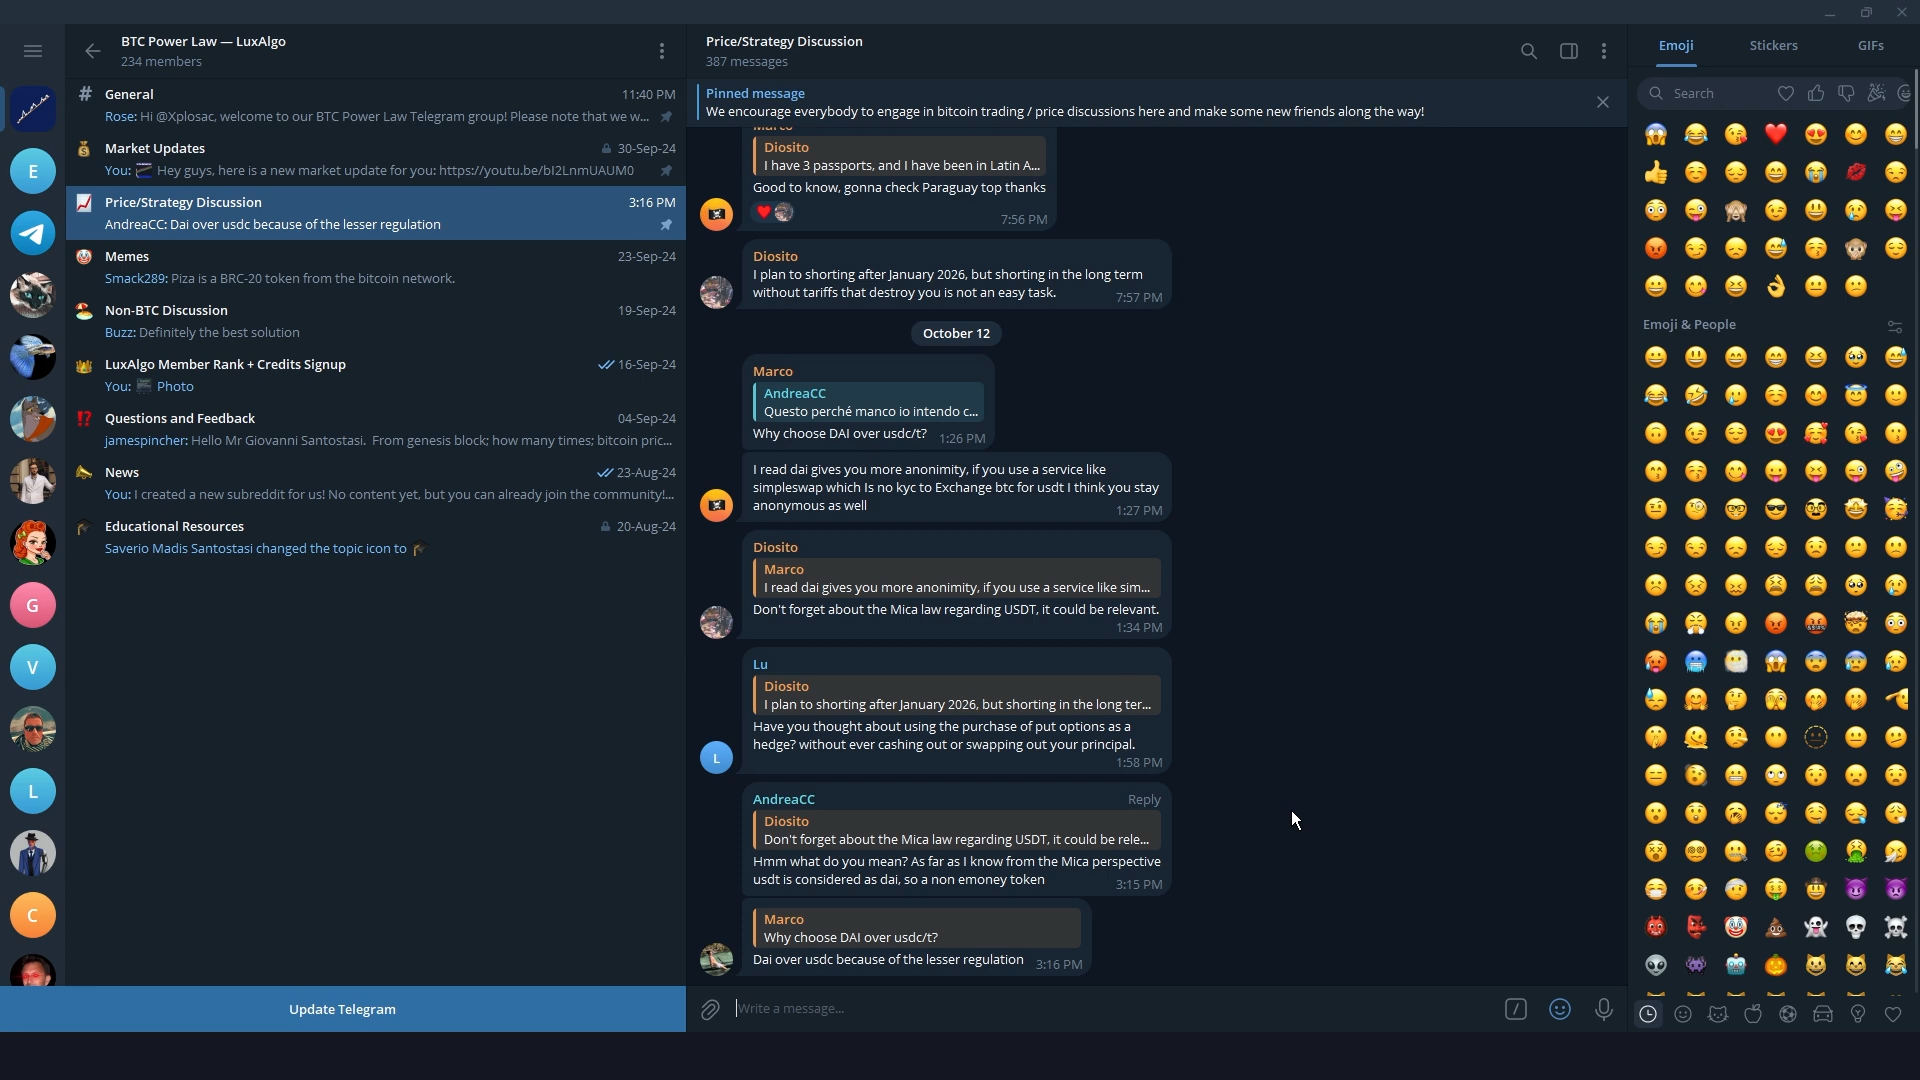 BTC Power Law — LuxAlgo
234 members
General
11:40 PM
Rose: Hi @Xplosac, welcome to our BTC Power Law Telegram group! Please note that we w...
Market Updates
30-Sep-24
You: Hey guys, here is a new market update for you: https://youtu.be/bI2LnmUAUM0
Price/Strategy Discussion
3:16 PM
AndreaCC: Dai over usdc because of the lesser regulation
Memes
23-Sep-24
Smack289: Piza is a BRC-20 token from the bitcoin network.
Non-BTC Discussion
19-Sep-24
Buzz: Definitely the best solution
LuxAlgo Member Rank + Credits Signup
16-Sep-24
You: Photo
Questions and Feedback
04-Sep-24
jamespincher: Hello Mr Giovanni Santostasi. From genesis block; how many times; bitcoin pric...
News
23-Aug-24
You: I created a new subreddit for us! No content yet, but you can already join the community!...
Educational Resources
20-Aug-24
Saverio Madis Santostasi changed the topic icon to
E
G
V
L
C
Update Telegram
Price/Strategy Discussion
387 messages
Pinned message
We encourage everybody to engage in bitcoin trading / price discussions here and make some new friends along the way!
Marco
Diosito
I have 3 passports, and I have been in Latin A...
Good to know, gonna check Paraguay top thanks
7:56 PM
Diosito
I plan to shorting after January 2026, but shorting in the long term
without tariffs that destroy you is not an easy task.
7:57 PM
October 12
Marco
AndreaCC
Questo perché manco io intendo c...
Why choose DAI over usdc/t?
1:26 PM
I read dai gives you more anonimity, if you use a service like
simpleswap which Is no kyc to Exchange btc for usdt I think you stay
anonymous as well
1:27 PM
Diosito
Marco
I read dai gives you more anonimity, if you use a service like sim...
Don't forget about the Mica law regarding USDT, it could be relevant.
1:34 PM
Lu
Diosito
I plan to shorting after January 2026, but shorting in the long ter...
Have you thought about using the purchase of put options as a
hedge? without ever cashing out or swapping out your principal.
1:58 PM
L
AndreaCC
Reply
Diosito
Don't forget about the Mica law regarding USDT, it could be rele...
Hmm what do you mean? As far as I know from the Mica perspective
usdt is considered as dai, so a non emoney token
3:15 PM
Marco
Why choose DAI over usdc/t?
Dai over usdc because of the lesser regulation
3:16 PM
Write a message...
Emoji
Stickers
GIFs
Search
Emoji & People